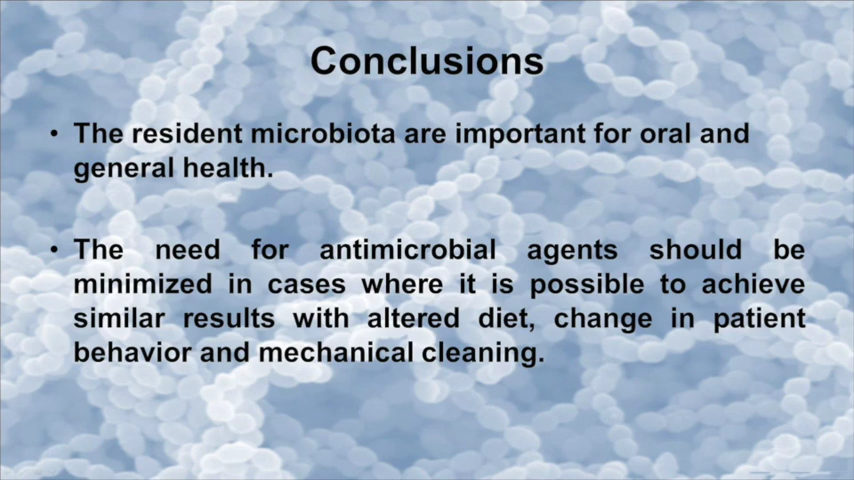 Conclusions
• The resident microbiota are important for oral and
general health.
• The need for antimicrobial agents should be
minimized in cases where it is possible to achieve
similar results with altered diet, change in patient
behavior and mechanical cleaning.